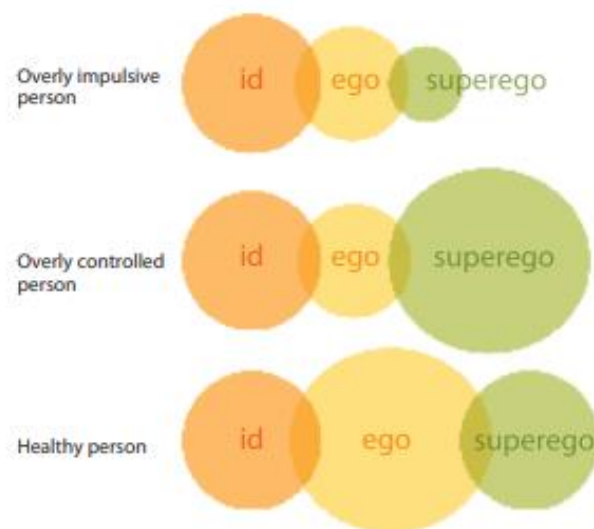 Overly impulsive
person
id ego superego
Overly controlled
person
id ego superego
Healthy person
id ego superego